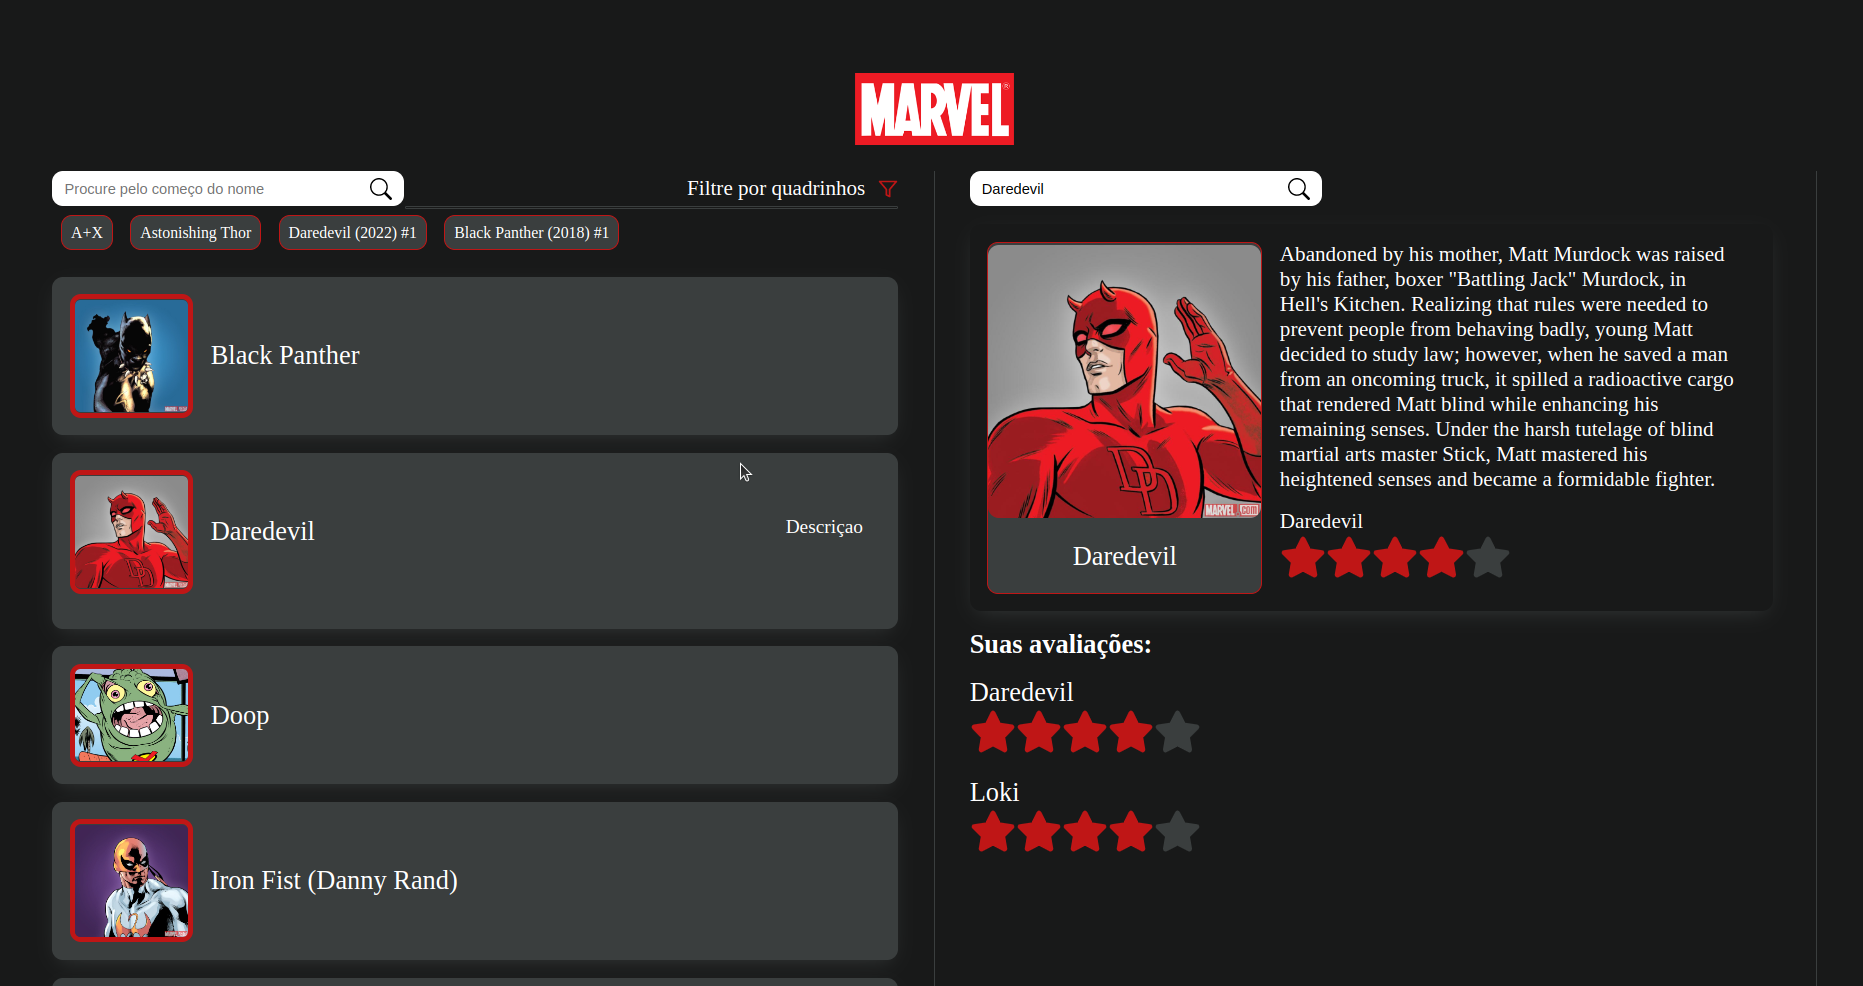 MARVEL
Procure pelo começo do nome
Filtre por quadrinhos
A+X
Astonishing Thor
Daredevil (2022) #1
Black Panther (2018) #1
Black Panther
Daredevil
Descriçao
Doop
Iron Fist (Danny Rand)
Daredevil
DD
MARVEL.com
Daredevil
Abandoned by his mother, Matt Murdock was raised
by his father, boxer "Battling Jack" Murdock, in
Hell's Kitchen. Realizing that rules were needed to
prevent people from behaving badly, young Matt
decided to study law; however, when he saved a man
from an oncoming truck, it spilled a radioactive cargo
that rendered Matt blind while enhancing his
remaining senses. Under the harsh tutelage of blind
martial arts master Stick, Matt mastered his
heightened senses and became a formidable fighter.
Daredevil
Suas avaliações:
Daredevil
Loki